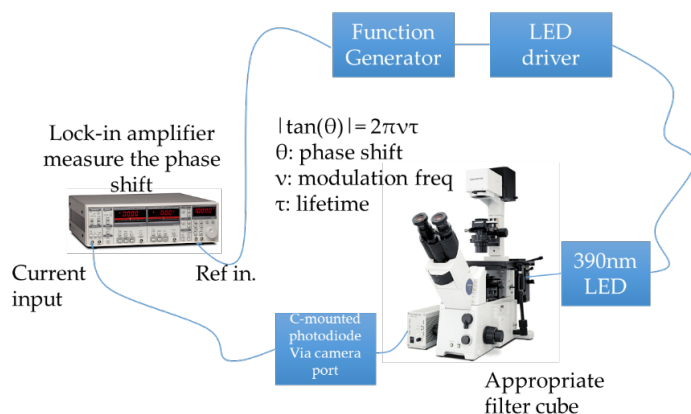 Function
Generator
LED
driver
Lock-in amplifier
measure the phase
shift
|tan(θ)|= 2πντ
θ: phase shift
ν: modulation freq
τ: lifetime
Current
input
Ref in.
390nm
LED
C-mounted
photodiode
Via camera
port
Appropriate
filter cube